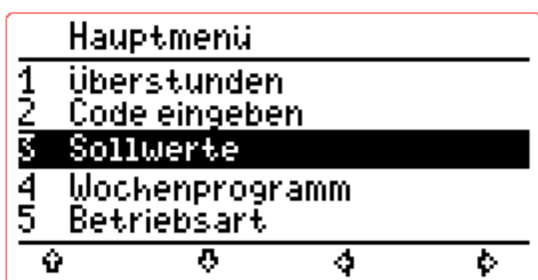 Hauptmenü
1 Überstunden
2 Code eingeben
3 Sollwerte
4 Wochenprogramm
5 Betriebsart